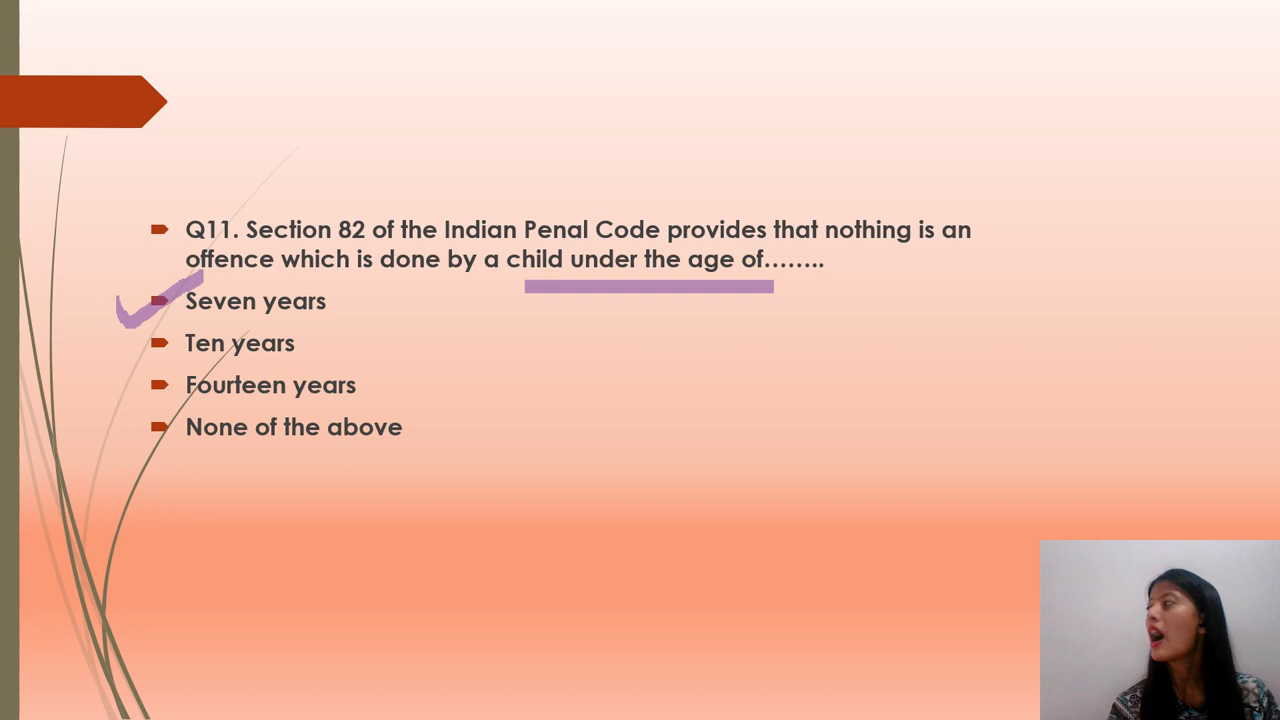 Q11. Section 82 of the Indian Penal Code provides that nothing is an
offence which is done by a child under the age of……..
Seven years
Ten years
Fourteen years
None of the above